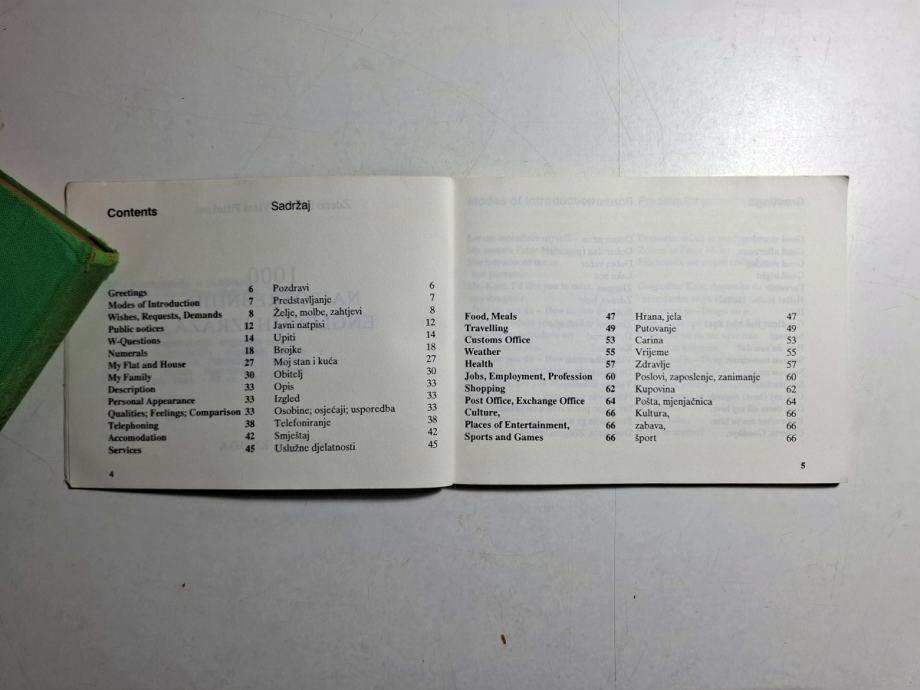 Contents
Sadržaj
Greetings 6 Pozdravi 6
Modes of Introduction 7 Predstavljanje 7
Wishes, Requests, Demands 8 Želje, molbe, zahtjevi 8
Public notices 12 Javni natpisi 12
W-Questions 14 Upiti 14
Numerals 18 Brojke 18
My Flat and House 27 Moj stan i kuća 27
My Family 30 Obitelj 30
Description 33 Opis 33
Personal Appearance 33 Izgled 33
Qualities; Feelings; Comparison 33 Osobine; osjećaji; usporedba 33
Telephoning 38 Telefoniranje 38
Accomodation 42 Smještaj 42
Services 45 Uslužne djelatnosti 45
4
Food, Meals 47 Hrana, jela 47
Travelling 49 Putovanje 49
Customs Office 53 Carina 53
Weather 55 Vrijeme 55
Health 57 Zdravlje 57
Jobs, Employment, Profession 60 Poslovi, zaposlenje, zanimanje 60
Shopping 62 Kupovina 62
Post Office, Exchange Office 64 Pošta, mjenjačnica 64
Culture, 66 Kultura, 66
Places of Entertainment, 66 zabava, 66
Sports and Games 66 šport 66
5